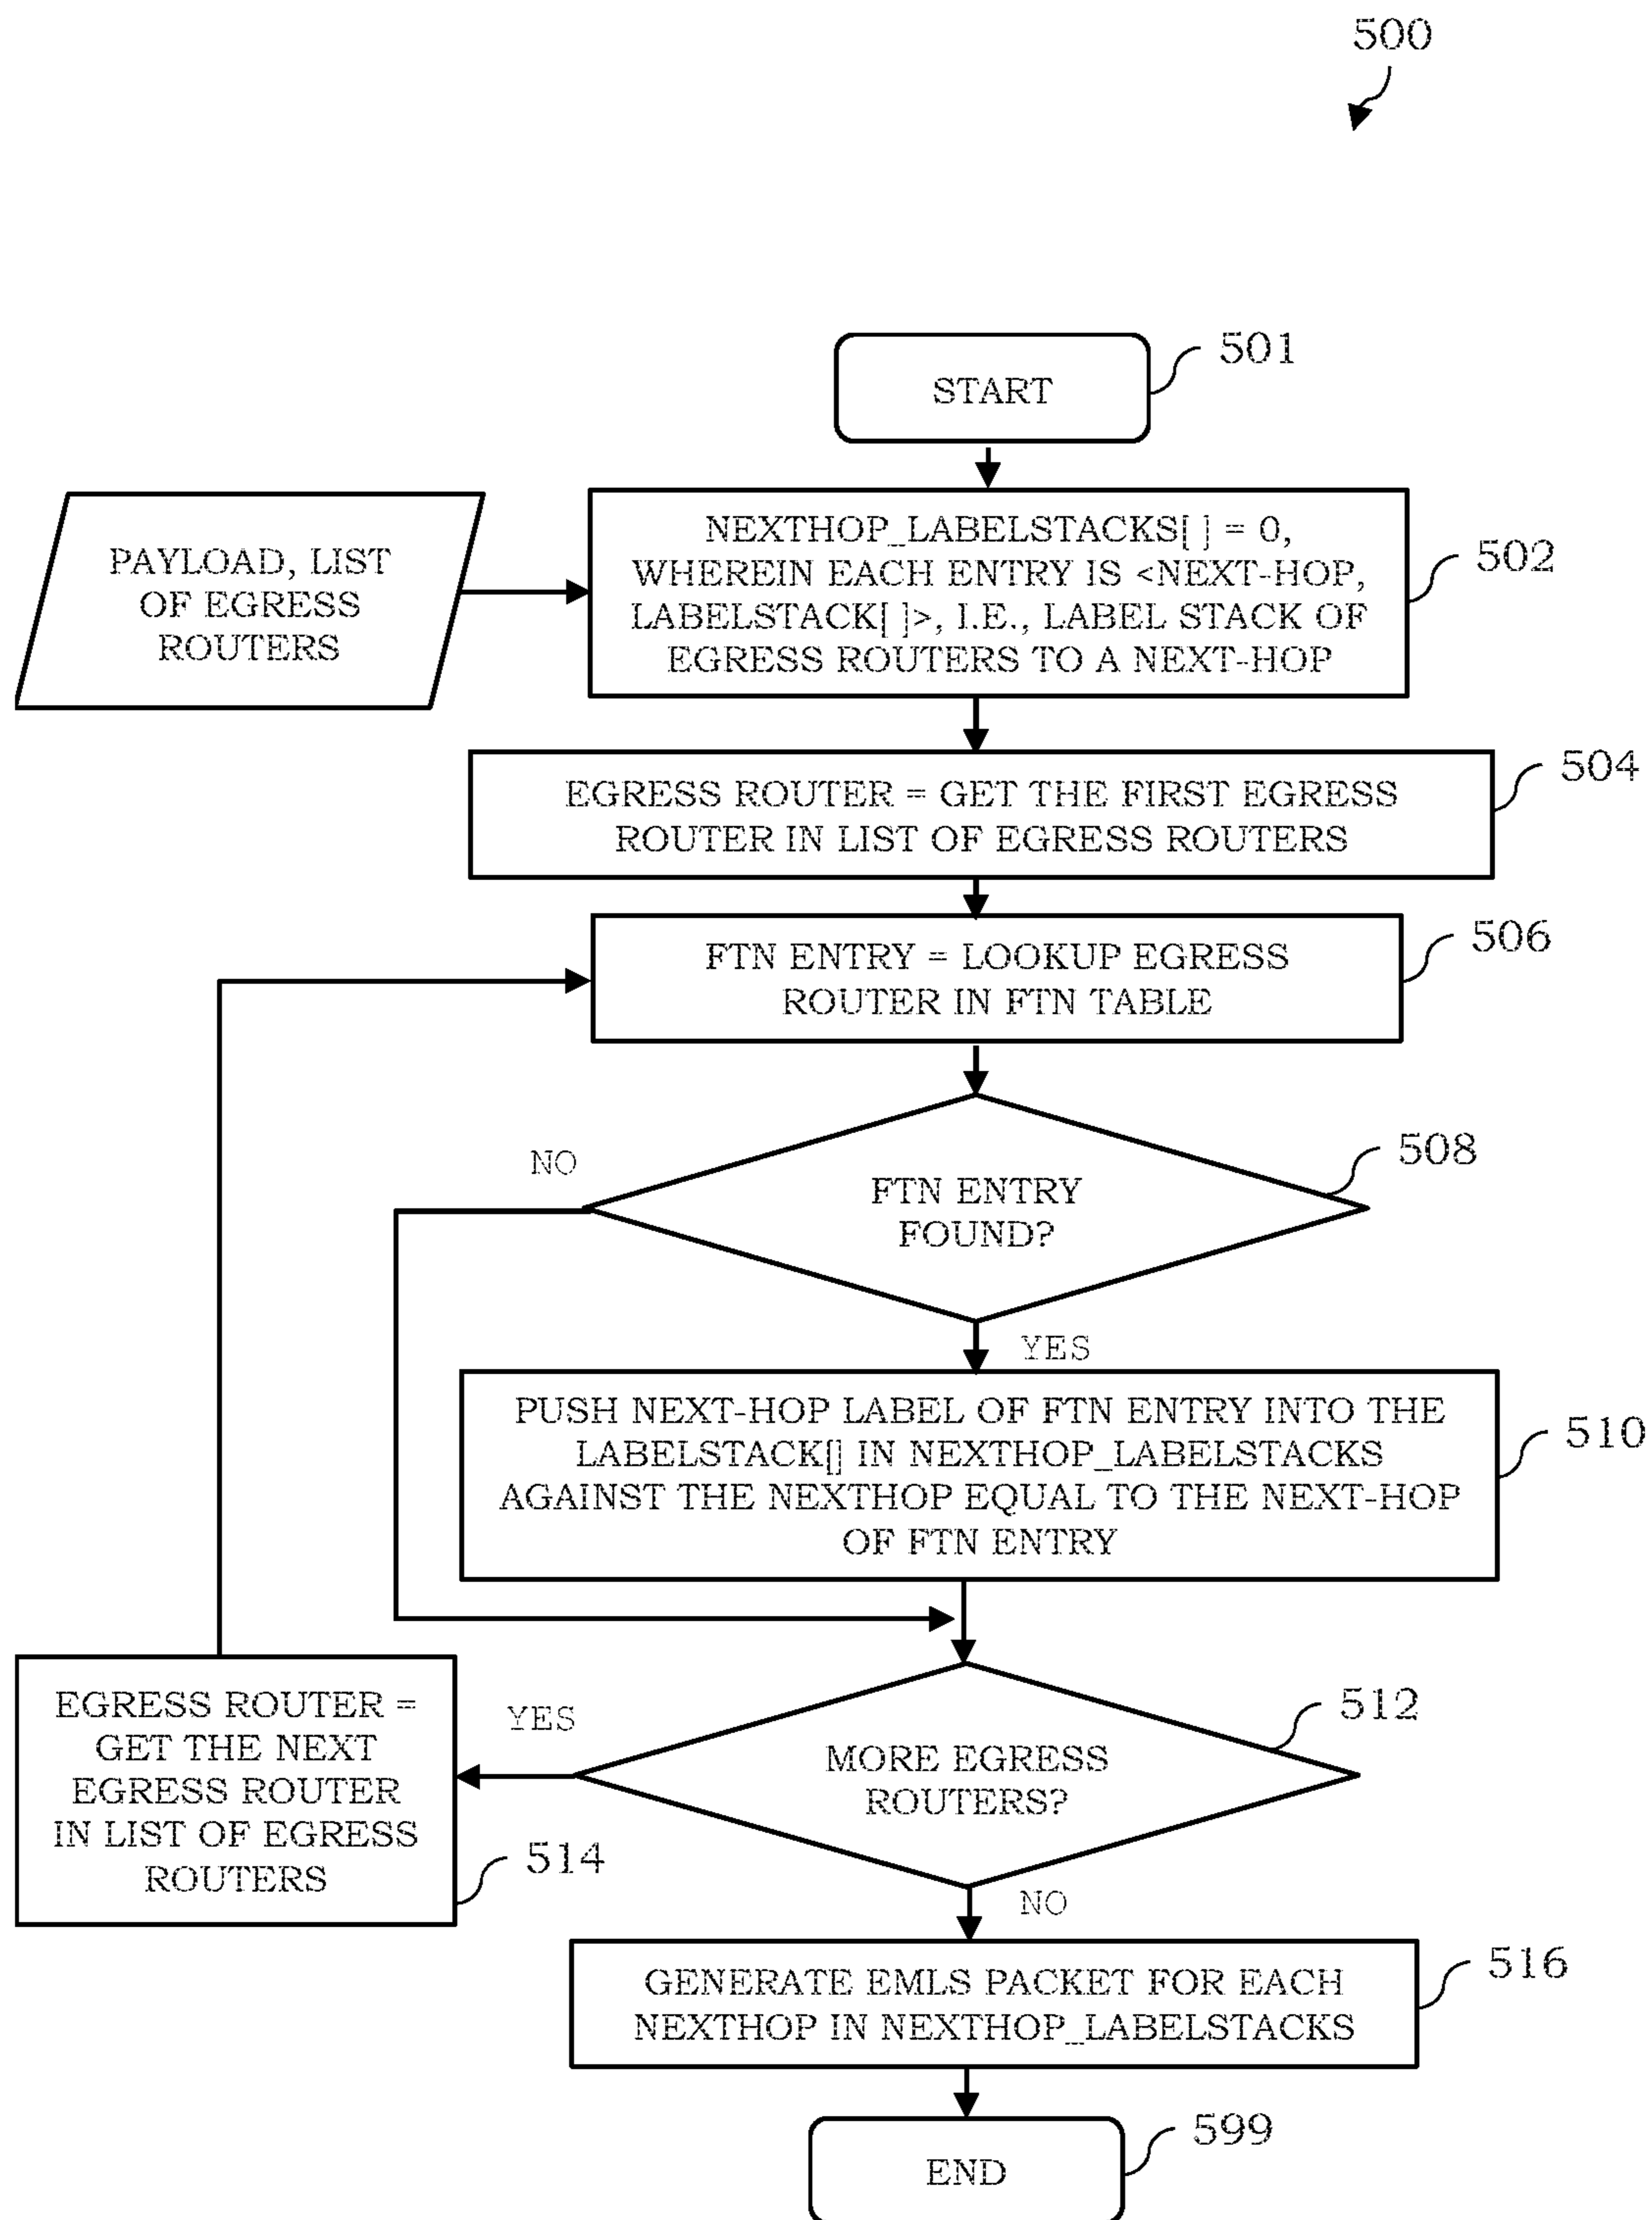 500
START
501
PAYLOAD, LIST
OF EGRESS
ROUTERS
NEXTHOP_LABELSTACKS[ ] = 0,
WHEREIN EACH ENTRY IS <NEXT-HOP,
LABELSTACK[ ]>, I.E., LABEL STACK OF
EGRESS ROUTERS TO A NEXT-HOP
502
EGRESS ROUTER = GET THE FIRST EGRESS
ROUTER IN LIST OF EGRESS ROUTERS
504
FTN ENTRY = LOOKUP EGRESS
ROUTER IN FTN TABLE
506
NO
FTN ENTRY
FOUND?
508
YES
PUSH NEXT-HOP LABEL OF FTN ENTRY INTO THE
LABELSTACK[] IN NEXTHOP_LABELSTACKS
AGAINST THE NEXTHOP EQUAL TO THE NEXT-HOP
OF FTN ENTRY
510
EGRESS ROUTER =
GET THE NEXT
EGRESS ROUTER
IN LIST OF EGRESS
ROUTERS
514
YES
MORE EGRESS
ROUTERS?
512
NO
GENERATE EMLS PACKET FOR EACH
NEXTHOP IN NEXTHOP_LABELSTACKS
516
END
599